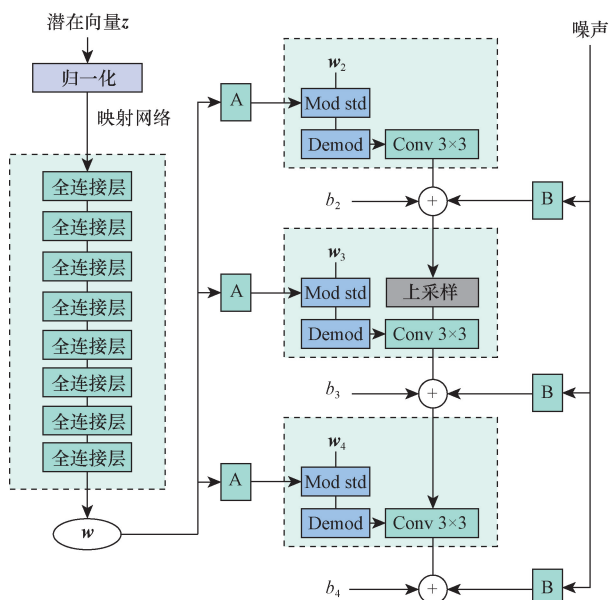 潜在向量z
归一化
映射网络
全连接层
全连接层
全连接层
全连接层
全连接层
全连接层
全连接层
全连接层
w
A
w2
Mod std
Demod
Conv 3×3
b2
+
B
噪声
A
w3
Mod std
上采样
Demod
Conv 3×3
b3
+
B
A
w4
Mod std
Demod
Conv 3×3
b4
+
B